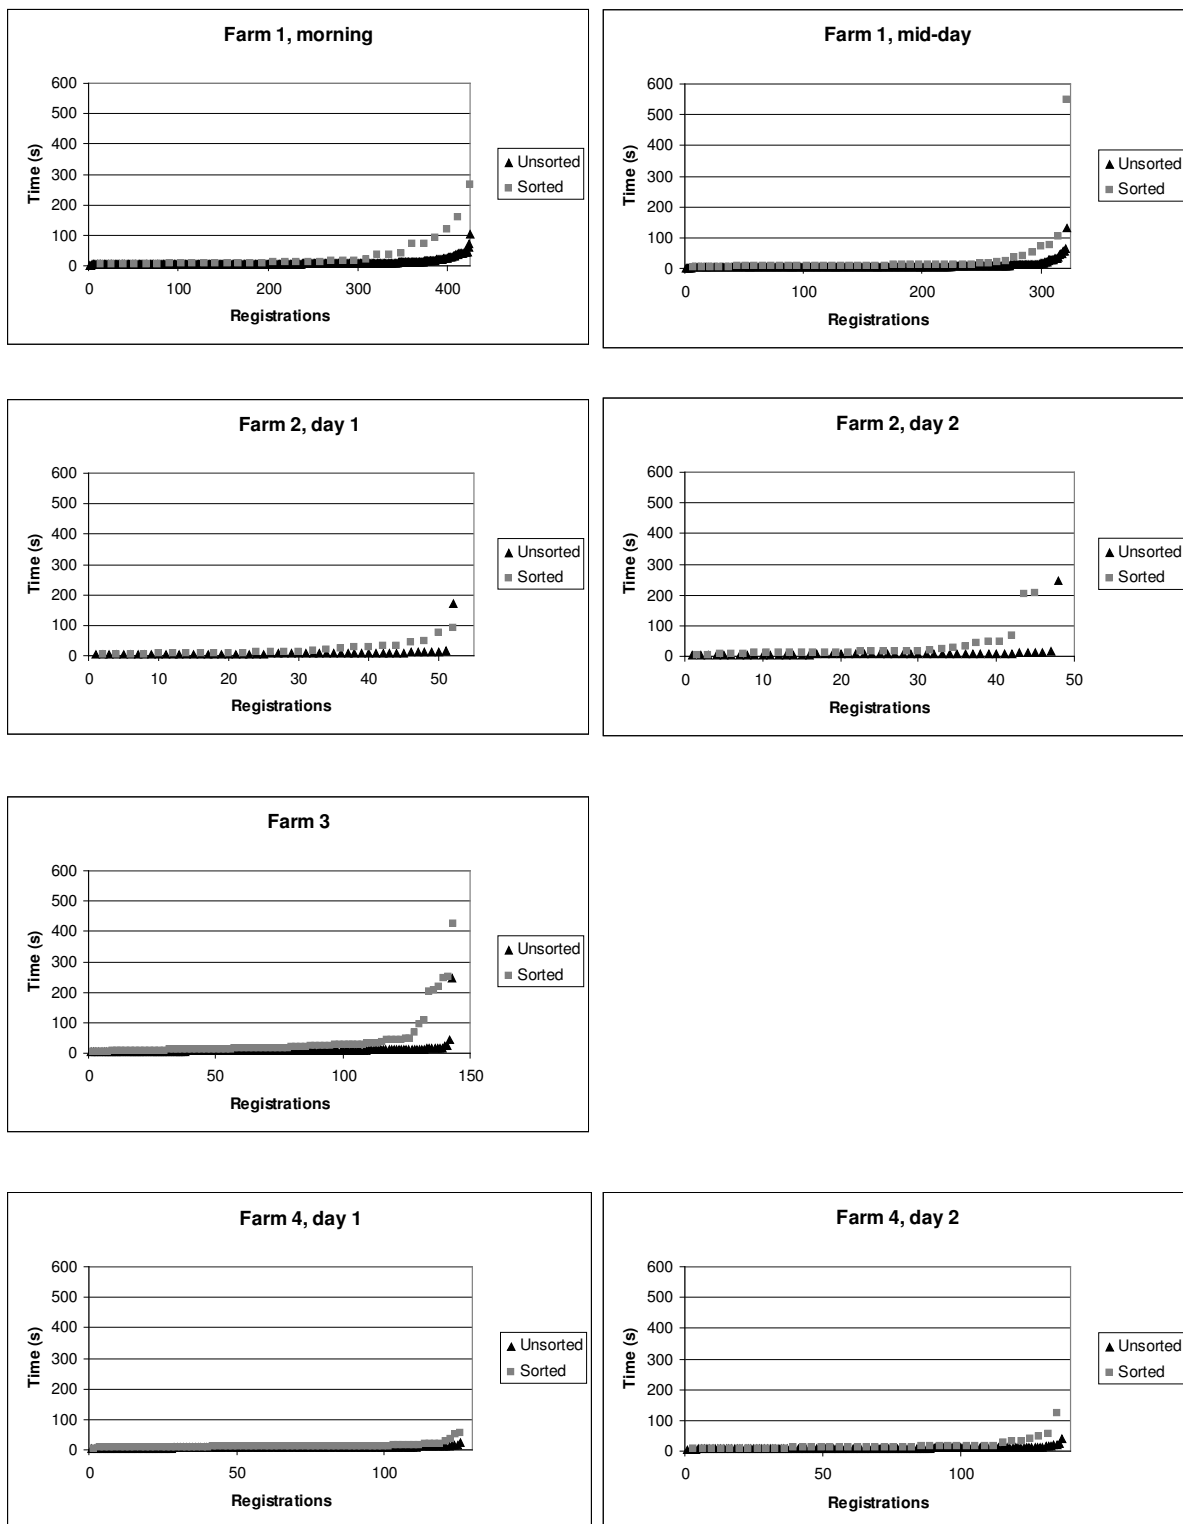 Farm 1, morning
600
500
400
300
200
100
0
0 100 200 300 400
Time (s)
Registrations
Unsorted
Sorted
Farm 1, mid-day
600
500
400
300
200
100
0
0 100 200 300
Time (s)
Registrations
Unsorted
Sorted
Farm 2, day 1
600
500
400
300
200
100
0
0 10 20 30 40 50
Time (s)
Registrations
Unsorted
Sorted
Farm 2, day 2
600
500
400
300
200
100
0
0 10 20 30 40 50
Time (s)
Registrations
Unsorted
Sorted
Farm 3
600
500
400
300
200
100
0
0 50 100 150
Time (s)
Registrations
Unsorted
Sorted
Farm 4, day 1
600
500
400
300
200
100
0
0 50 100
Time (s)
Registrations
Unsorted
Sorted
Farm 4, day 2
600
500
400
300
200
100
0
0 50 100
Time (s)
Registrations
Unsorted
Sorted